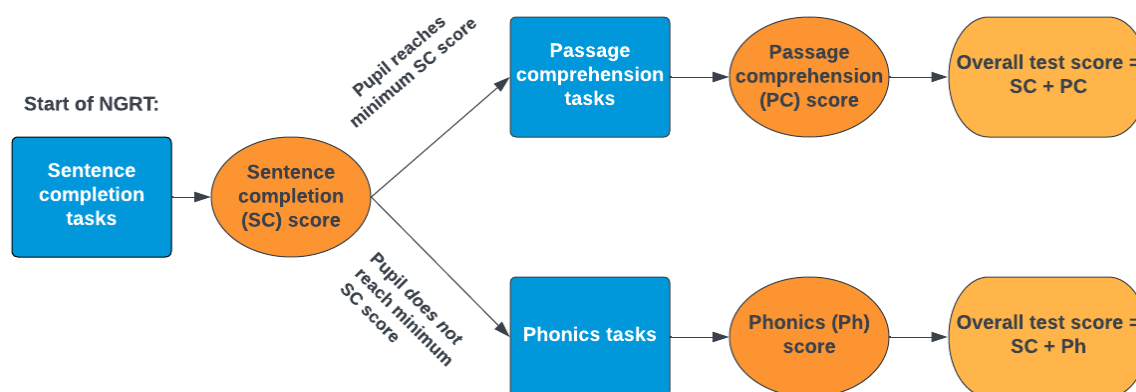 Start of NGRT:
Sentence
completion
tasks
Sentence
completion
(SC) score
Pupil reaches
minimum SC score
Passage
comprehension
tasks
Passage
comprehension
(PC) score
Overall test score =
SC + PC
Pupil does not
reach minimum
SC score
Phonics tasks
Phonics (Ph)
score
Overall test score =
SC + Ph